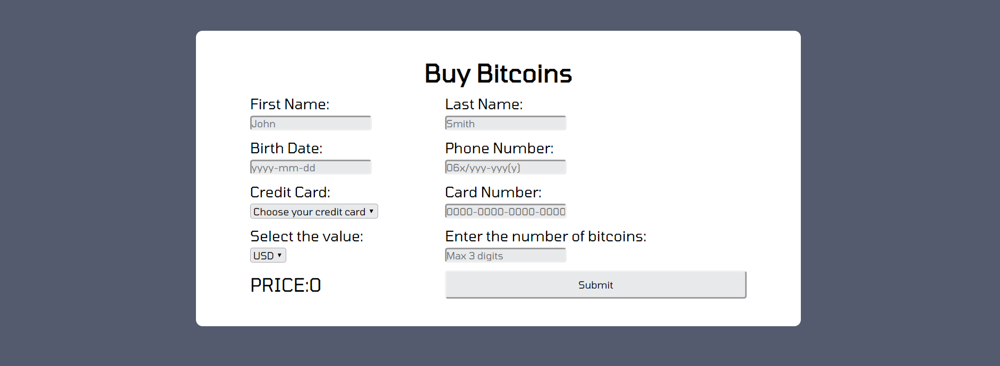 Buy Bitcoins
First Name: Last Name:
John Smith
Birth Date: Phone Number:
yyyy-mm-dd 06x/yyy-yyy(y)
Credit Card: Card Number:
Choose your credit card 0000-0000-0000-0000
Select the value: Enter the number of bitcoins:
USD Max 3 digits
PRICE:0 Submit